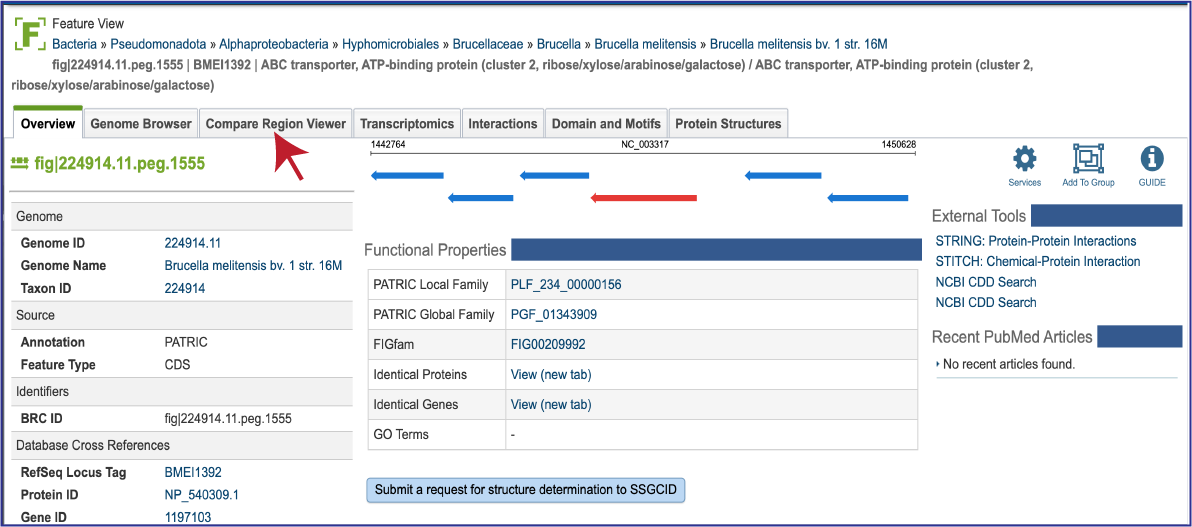 F
Feature View
Bacteria » Pseudomonadota » Alphaproteobacteria » Hyphomicrobiales » Brucellaceae » Brucella » Brucella melitensis » Brucella melitensis bv. 1 str. 16M
fig|224914.11.peg.1555 | BMEI1392 | ABC transporter, ATP-binding protein (cluster 2, ribose/xylose/arabinose/galactose) / ABC transporter, ATP-binding protein (cluster 2,
ribose/xylose/arabinose/galactose)
Overview Genome Browser Compare Region Viewer Transcriptomics Interactions Domain and Motifs Protein Structures
fig|224914.11.peg.1555
Genome
Genome ID 224914.11
Genome Name Brucella melitensis bv. 1 str. 16M
Taxon ID 224914
Source
Annotation PATRIC
Feature Type CDS
Identifiers
BRC ID fig|224914.11.peg.1555
Database Cross References
RefSeq Locus Tag BMEI1392
Protein ID NP_540309.1
Gene ID 1197103
1442764 NC_003317 1450628
Functional Properties
PATRIC Local Family PLF_234_00000156
PATRIC Global Family PGF_01343909
FIGfam FIG00209992
Identical Proteins View (new tab)
Identical Genes View (new tab)
GO Terms -
Submit a request for structure determination to SSGCID
Services Add To Group GUIDE
External Tools
STRING: Protein-Protein Interactions
STITCH: Chemical-Protein Interaction
NCBI CDD Search
NCBI CDD Search
Recent PubMed Articles
No recent articles found.